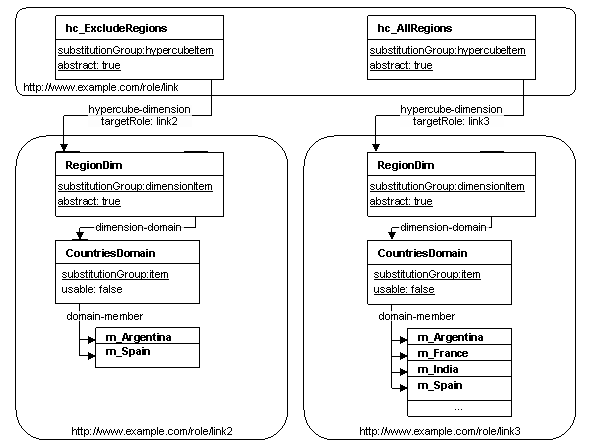 hc_ExcludeRegions
substitutionGroup:hypercubeItem
abstract: true
hc_AllRegions
substitutionGroup:hypercubeItem
abstract: true
http://www.example.com/role/link
hypercube-dimension
targetRole: link2
hypercube-dimension
targetRole: link3
RegionDim
substitutionGroup:dimensionItem
abstract: true
dimension-domain
CountriesDomain
substitutionGroup:item
usable: false
domain-member
m_Argentina
m_Spain
http://www.example.com/role/link2
RegionDim
substitutionGroup:dimensionItem
abstract: true
dimension-domain
CountriesDomain
substitutionGroup:item
usable: false
domain-member
m_Argentina
m_France
m_India
m_Spain
...
http://www.example.com/role/link3